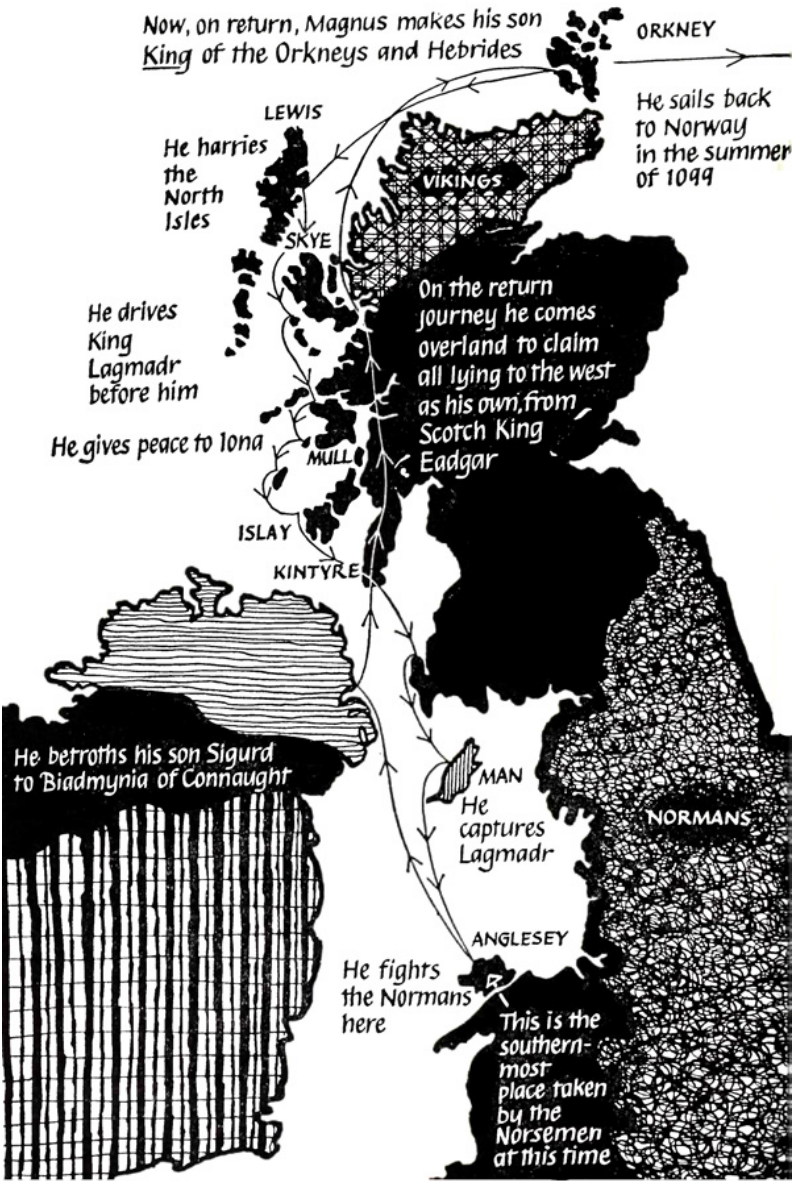 Now, on return, Magnus makes his son
King of the Orkneys and Hebrides
ORKNEY
He sails back
to Norway
in the summer
of 1099
LEWIS
He harries
the
North
Isles
VIKINGS
SKYE
On the return
journey he comes
overland to claim
all lying to the west
as his own, from
Scotch King
Eadgar
He drives
King
Lagmadr
before him
He gives peace to Iona
MULL
ISLAY
KINTYRE
He betroths his son Sigurd
to Biadmynia of Connaught
MAN
He
captures
Lagmadr
NORMANS
ANGLESEY
He fights
the Normans
here
This is the
southern-
most
place taken
by the
Norsemen
at this time